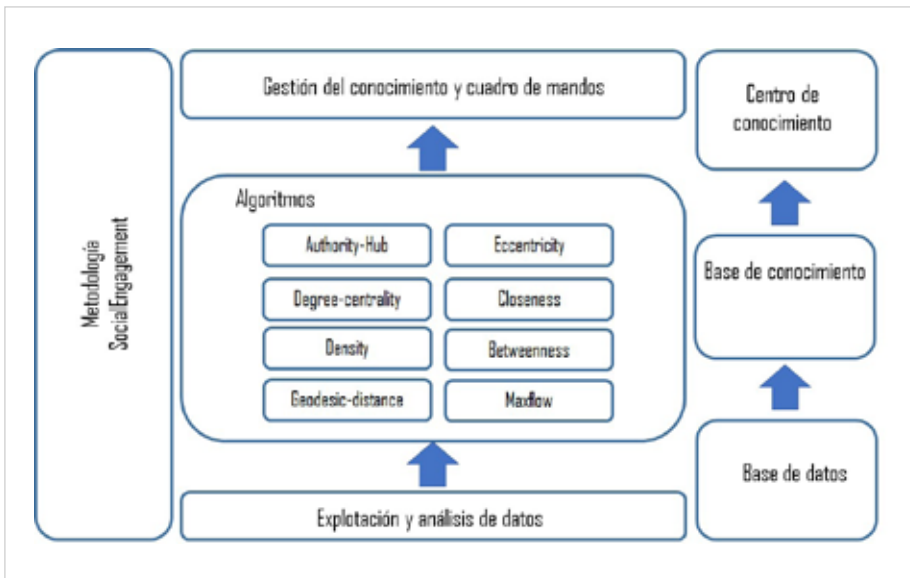 Metodología
SocialEngagement
Gestión del conocimiento y cuadro de mandos
Algoritmos
Authority-Hub
Eccentricity
Degree-centrality
Closeness
Density
Betweenness
Geodesic-distance
Maxflow
Explotación y análisis de datos
Centro de
conocimiento
Base de conocimiento
Base de datos